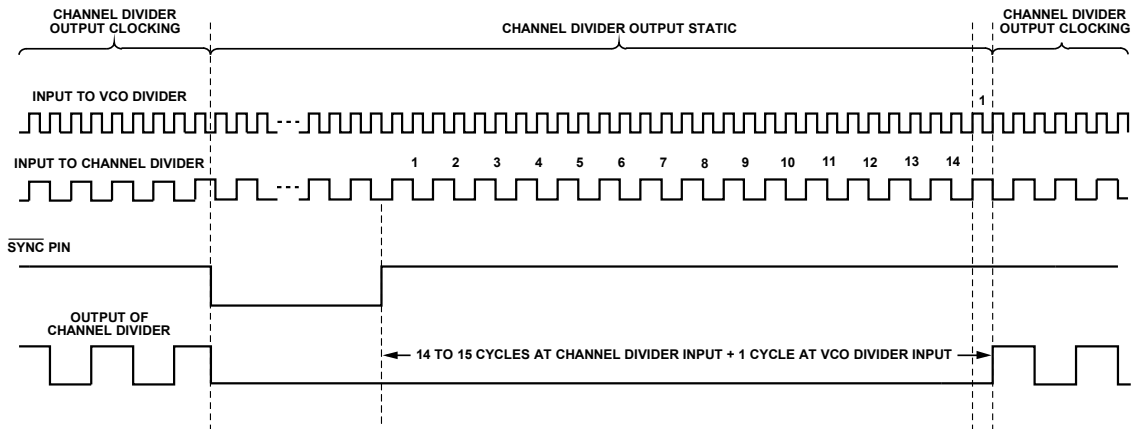 CHANNEL DIVIDER
OUTPUT CLOCKING
CHANNEL DIVIDER OUTPUT STATIC
CHANNEL DIVIDER
OUTPUT CLOCKING
INPUT TO VCO DIVIDER
1
INPUT TO CHANNEL DIVIDER
1 2 3 4 5 6 7 8 9 10 11 12 13 14
SYNC PIN
OUTPUT OF
CHANNEL DIVIDER
14 TO 15 CYCLES AT CHANNEL DIVIDER INPUT + 1 CYCLE AT VCO DIVIDER INPUT